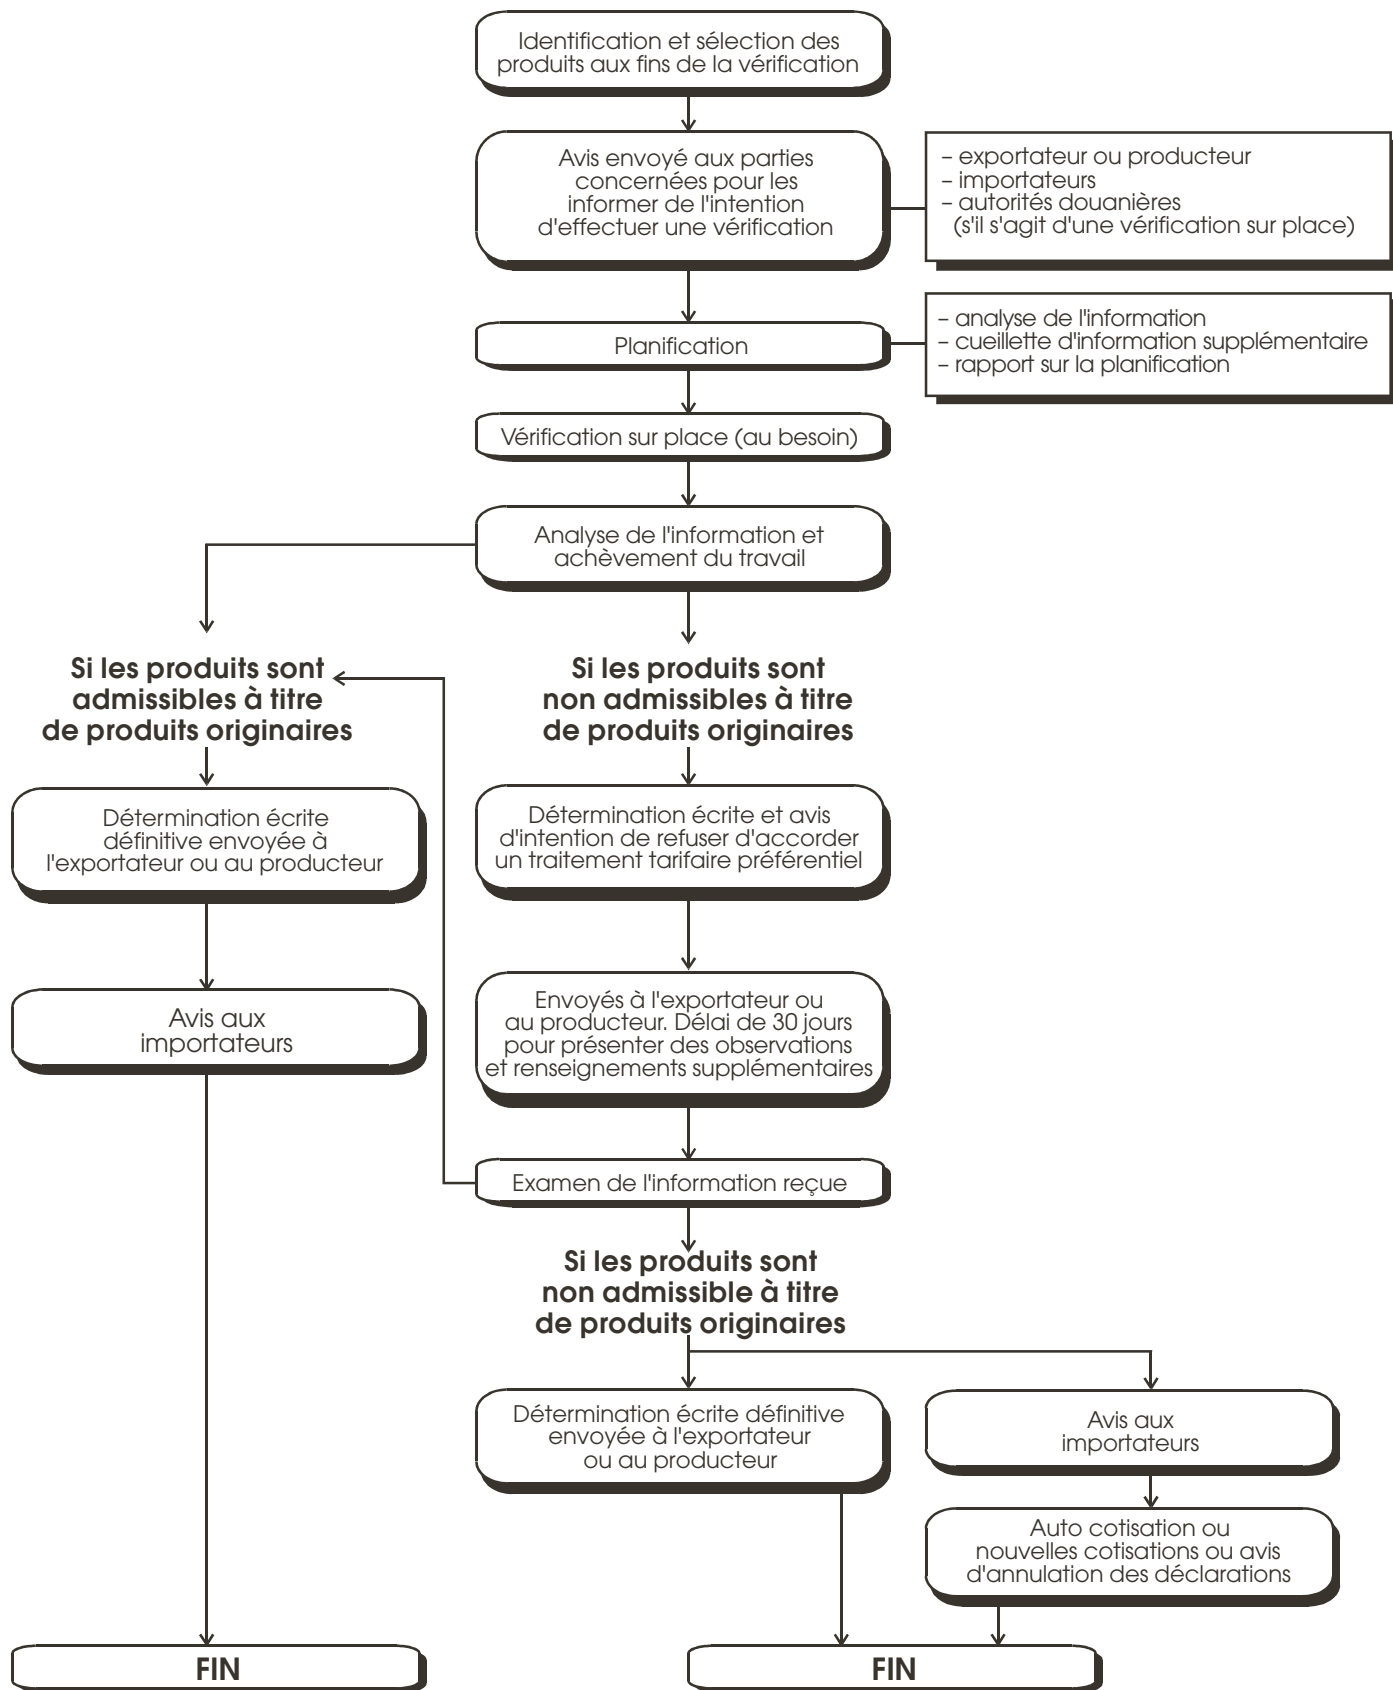 Identification et sélection des
produits aux fins de la vérification
Avis envoyé aux parties
concernées pour les
informer de l'intention
d'effectuer une vérification
– exportateur ou producteur
– importateurs
– autorités douanières
(s'il s'agit d'une vérification sur place)
Planification
– analyse de l'information
– cueillette d'information supplémentaire
– rapport sur la planification
Vérification sur place (au besoin)
Analyse de l'information et
achèvement du travail
Si les produits sont
admissibles à titre
de produits originaires
Si les produits sont
non admissibles à titre
de produits originaires
Détermination écrite
définitive envoyée à
l'exportateur ou au producteur
Détermination écrite et avis
d'intention de refuser d'accorder
un traitement tarifaire préférentiel
Avis aux
importateurs
Envoyés à l'exportateur ou
au producteur. Délai de 30 jours
pour présenter des observations
et renseignements supplémentaires
Examen de l'information reçue
Si les produits sont
non admissible à titre
de produits originaires
Détermination écrite définitive
envoyée à l'exportateur
ou au producteur
Avis aux
importateurs
Auto cotisation ou
nouvelles cotisations ou avis
d'annulation des déclarations
FIN
FIN